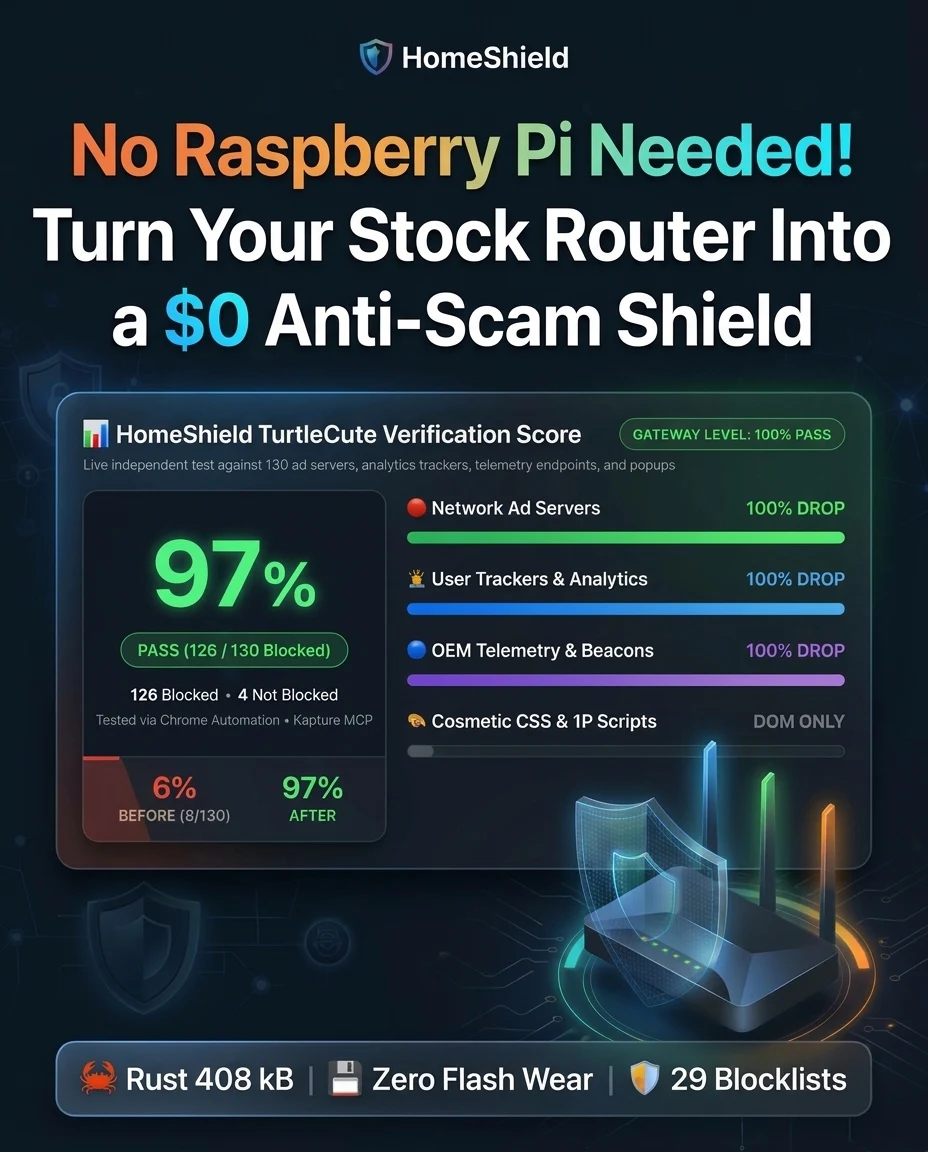 HomeShield
No Raspberry Pi Needed!
Turn Your Stock Router Into
a $0 Anti-Scam Shield
HomeShield TurtleCute Verification Score
GATEWAY LEVEL: 100% PASS
Live independent test against 130 ad servers, analytics trackers, telemetry endpoints, and popups
97%
PASS (126 / 130 Blocked)
126 Blocked • 4 Not Blocked
Tested via Chrome Automation • Kapture MCP
6%
BEFORE (8/130)
97%
AFTER
Network Ad Servers 100% DROP
User Trackers & Analytics 100% DROP
OEM Telemetry & Beacons 100% DROP
Cosmetic CSS & 1P Scripts DOM ONLY
Rust 408 kB | Zero Flash Wear | 29 Blocklists